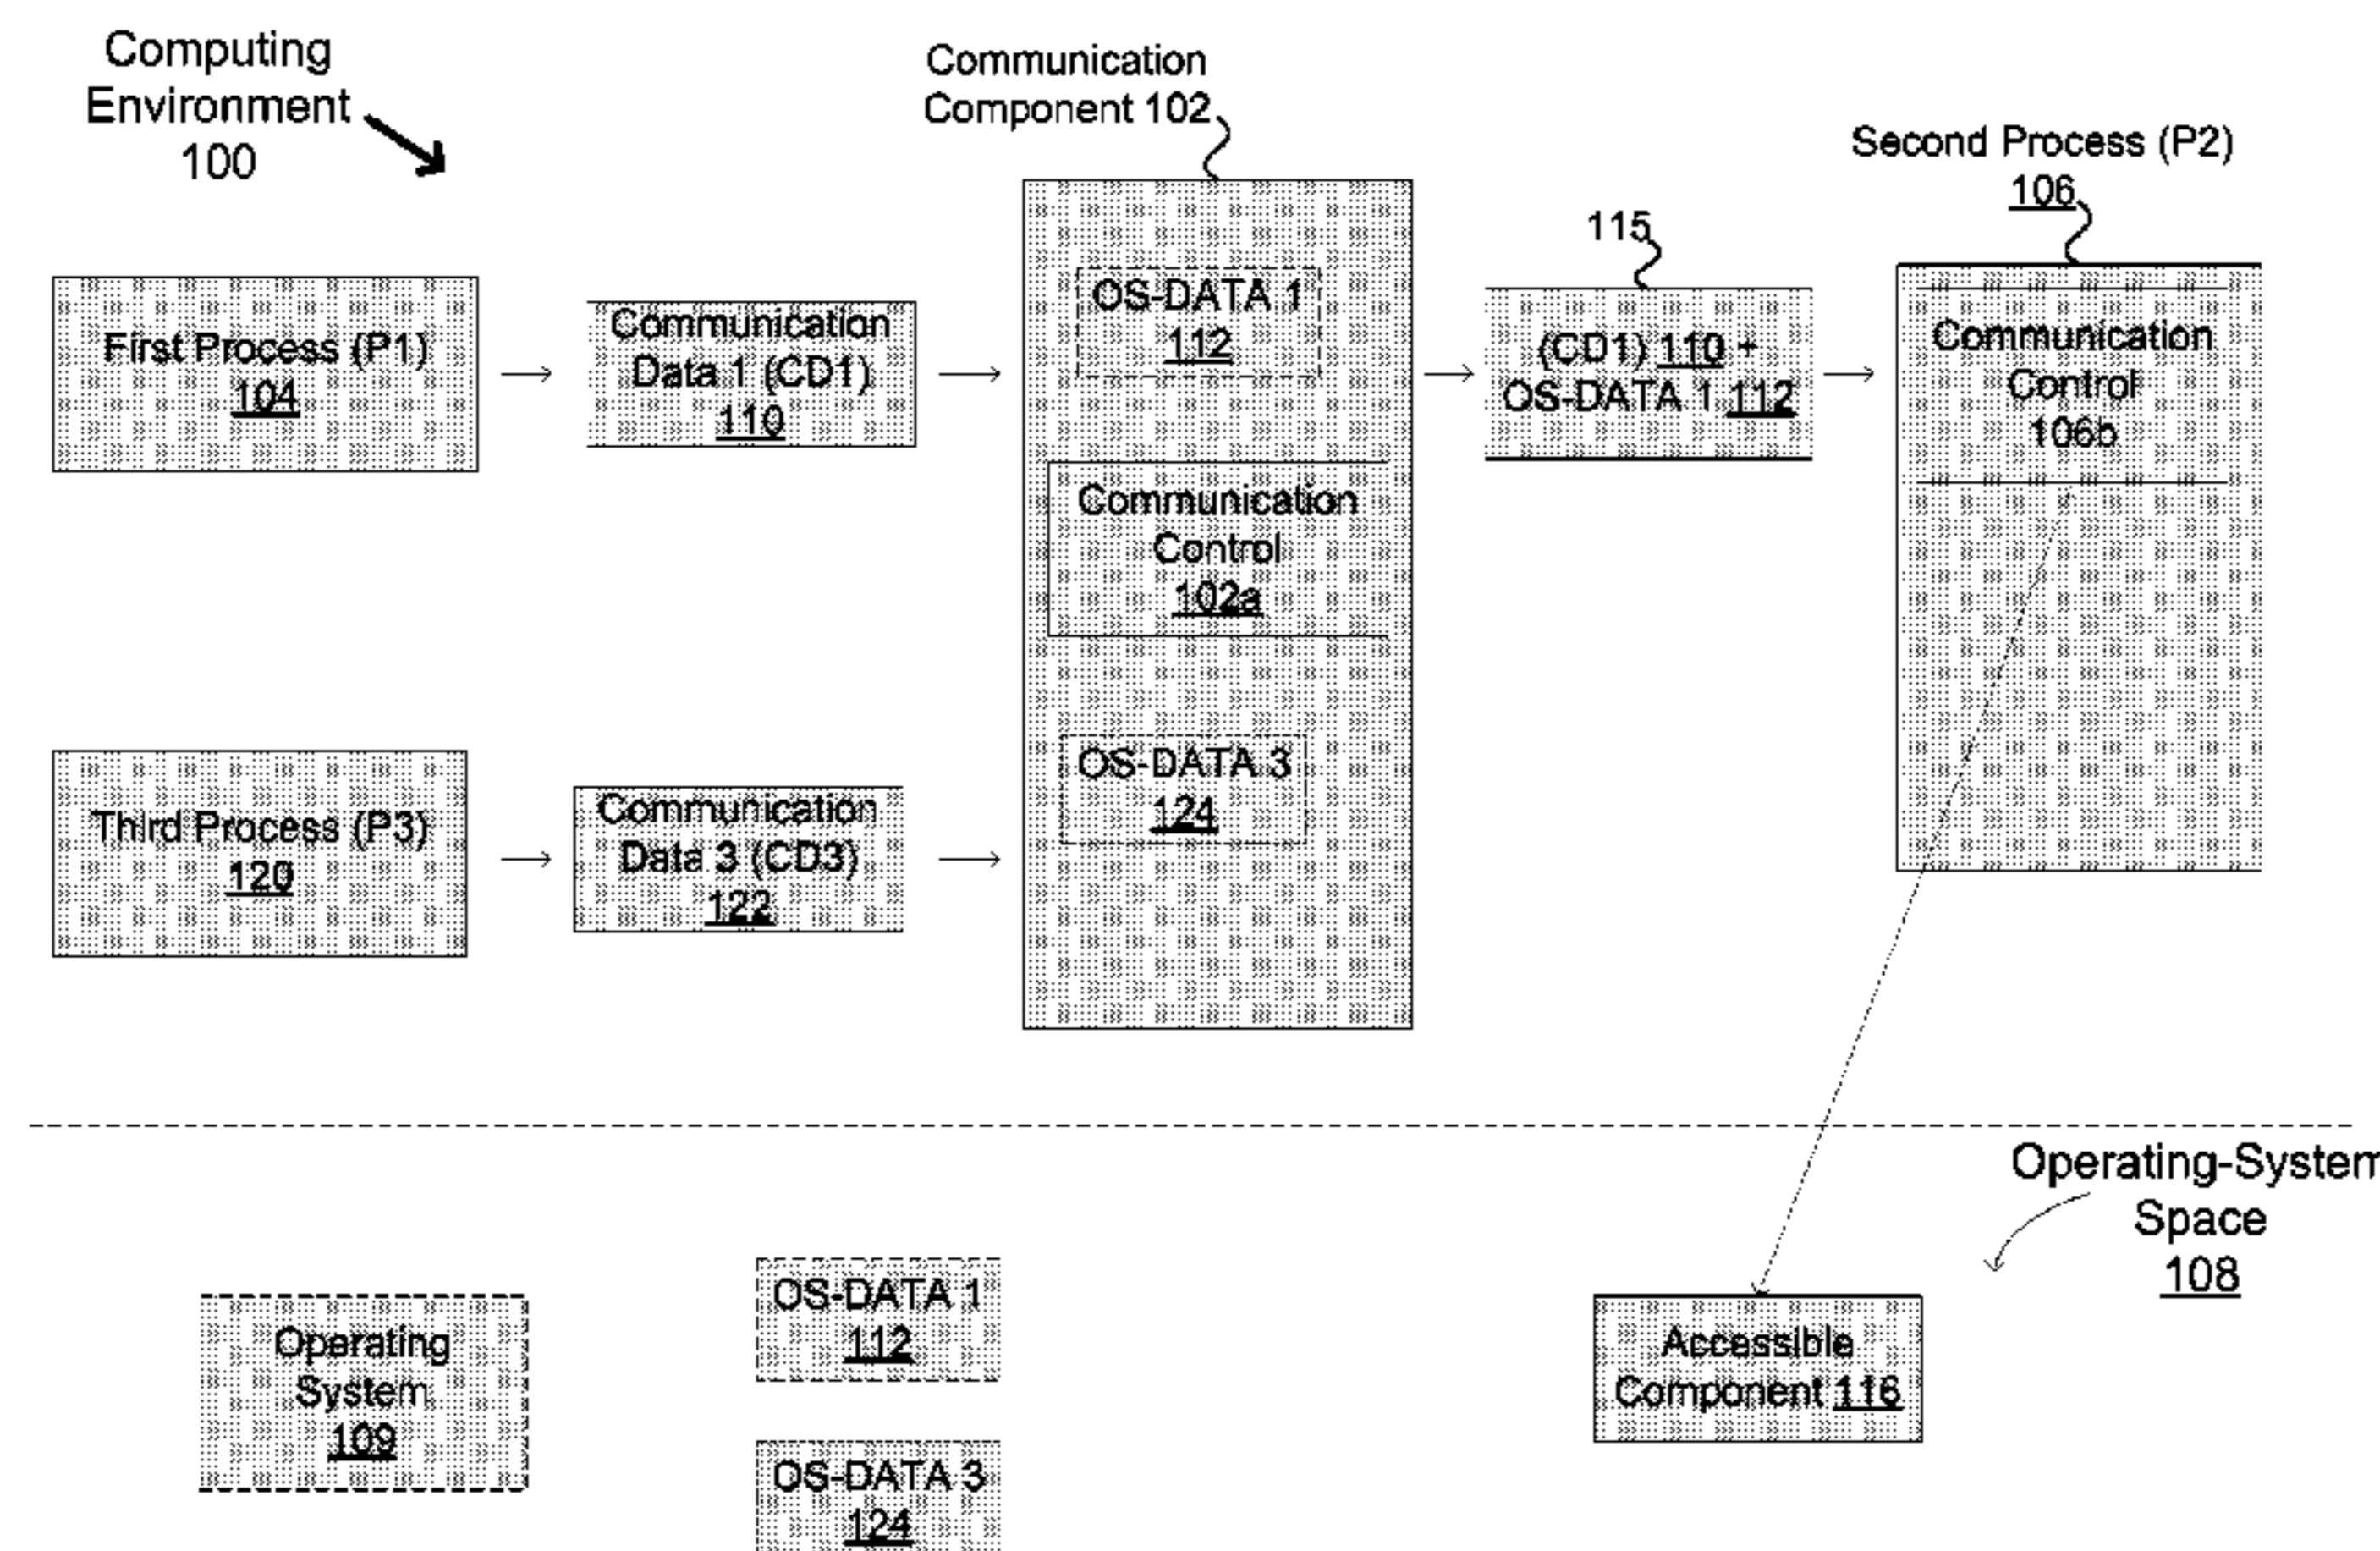 Computing
Environment
100
Communication
Component 102
Second Process (P2)
106
115
First Process (P1)
104
Communication
Data 1 (CD1)
110
OS-DATA 1
112
(CD1) 110 +
OS-DATA 1 112
Communication
Control
106b
Communication
Control
102a
Third Process (P3)
120
Communication
Data 3 (CD3)
122
OS-DATA 3
124
Operating-System
Space
108
Operating
System
109
OS-DATA 1
112
OS-DATA 3
124
Accessible
Component 116